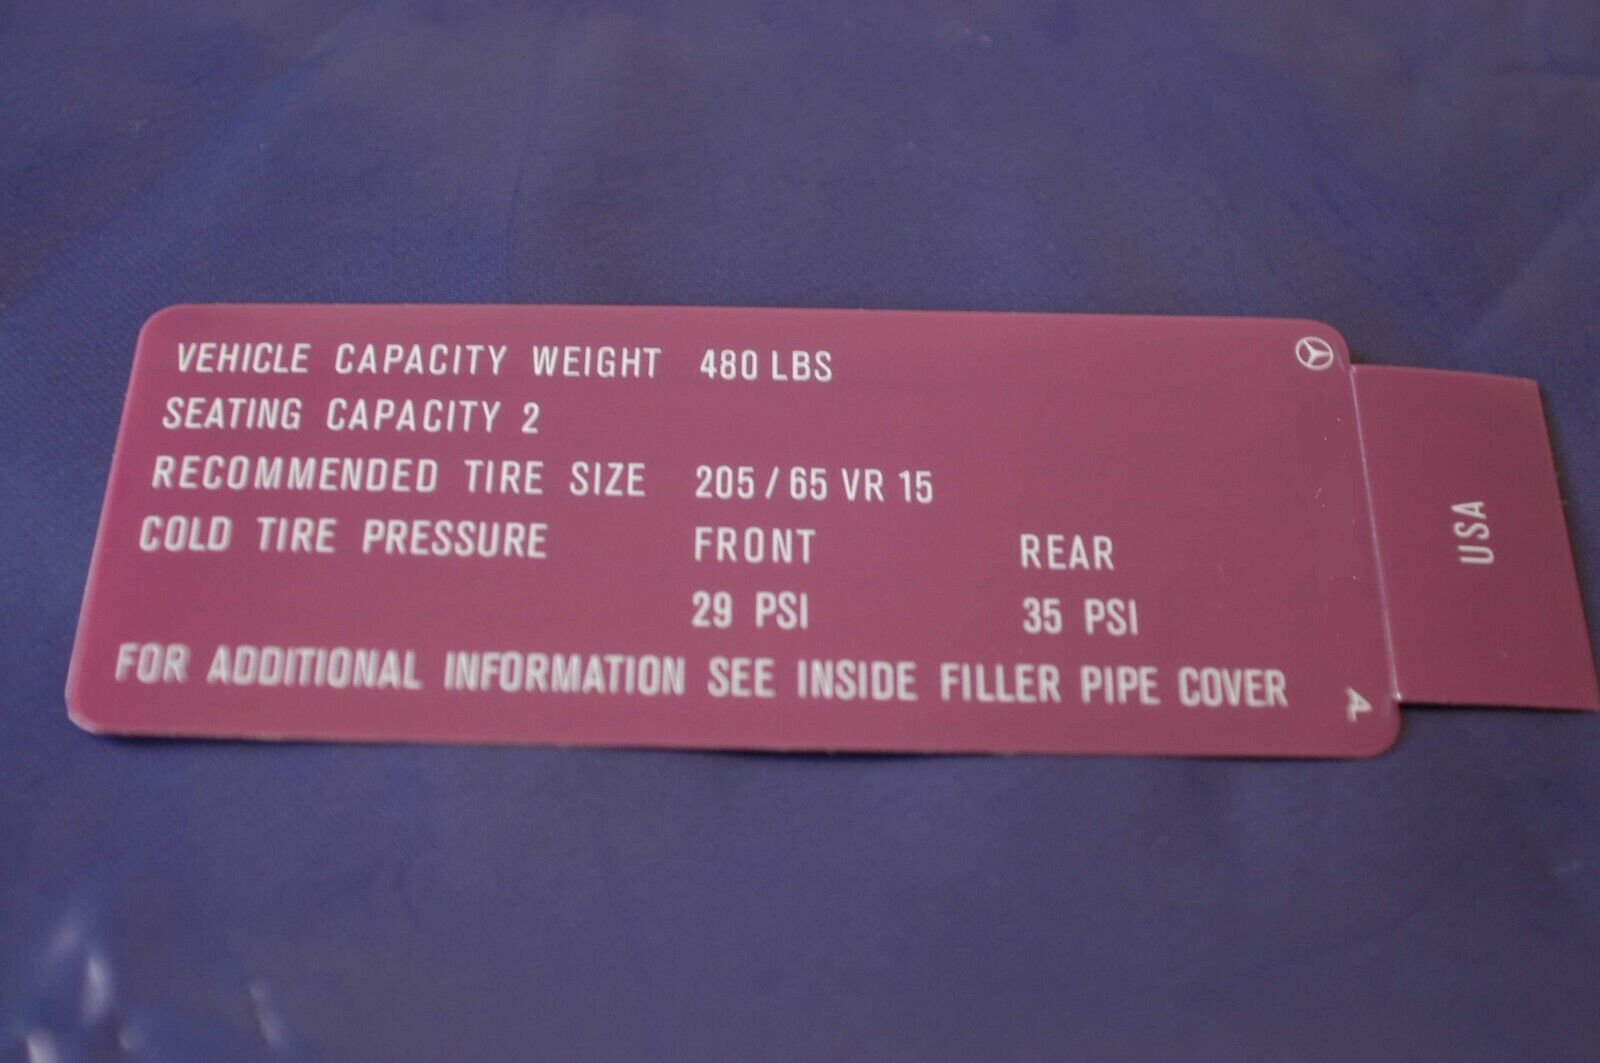 VEHICLE CAPACITY WEIGHT 480 LBS
SEATING CAPACITY 2
RECOMMENDED TIRE SIZE 205 / 65 VR 15
COLD TIRE PRESSURE FRONT REAR
29 PSI 35 PSI
FOR ADDITIONAL INFORMATION SEE INSIDE FILLER PIPE COVER
USA